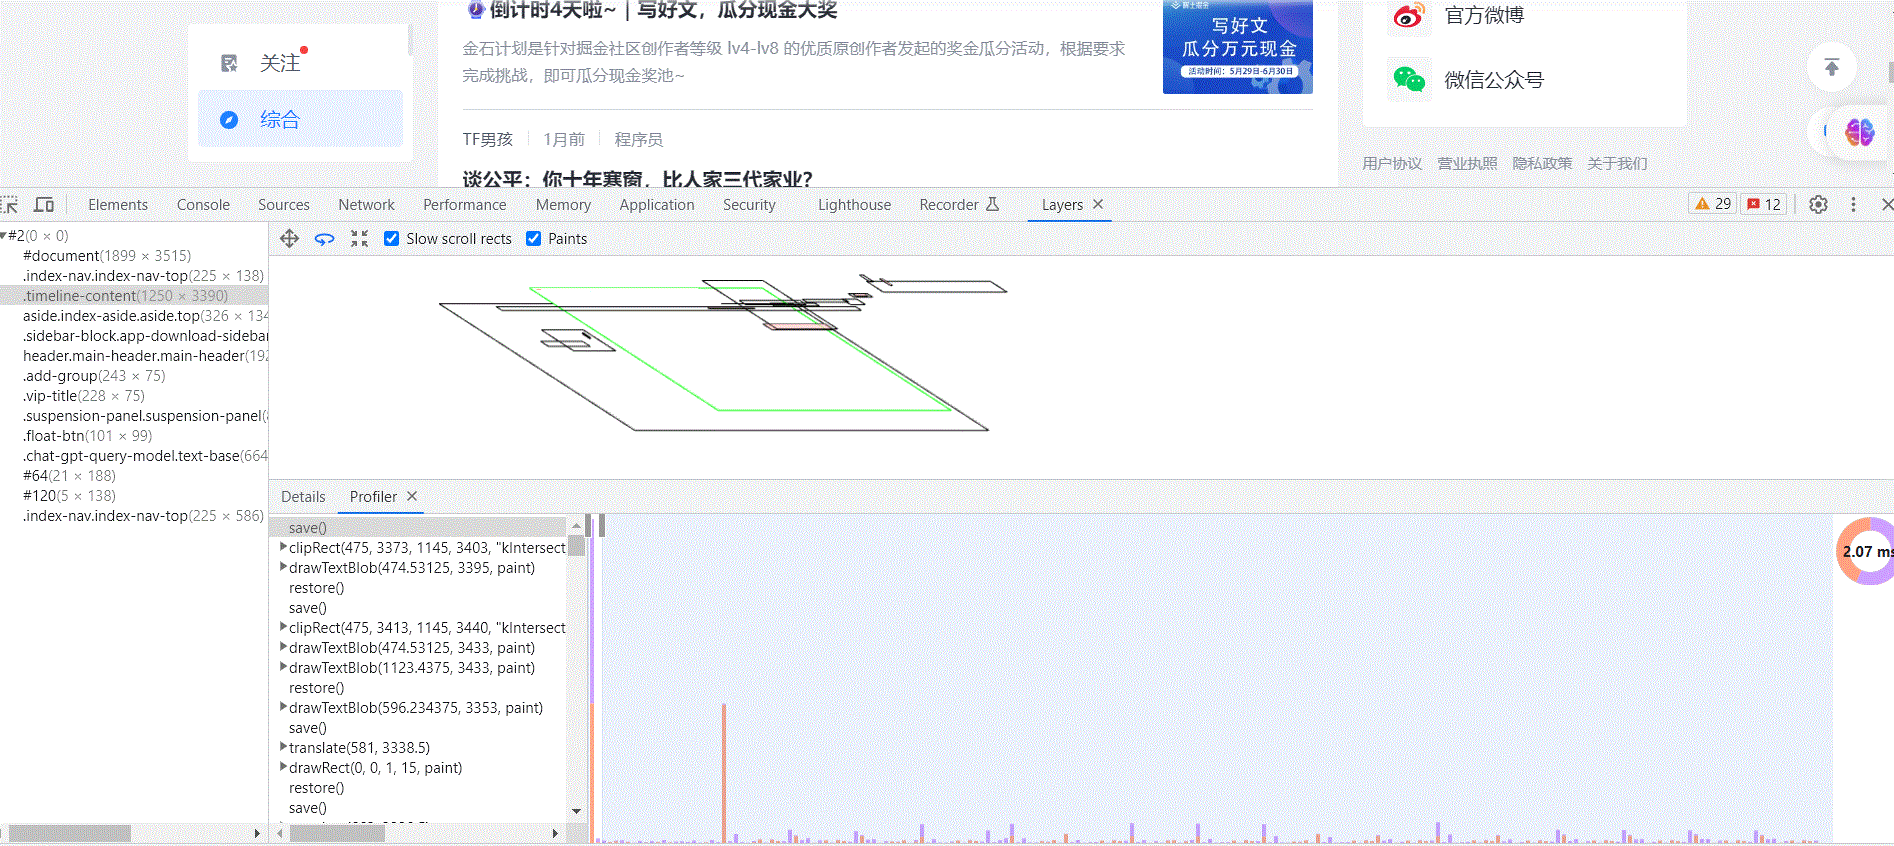 倒计时4天啦~ | 写好文，瓜分现金大奖
金石计划是针对掘金社区创作者等级 lv4-lv8 的优质原创作者发起的奖金瓜分活动，根据要求
完成挑战，即可瓜分现金奖池~
稀土掘金
写好文
瓜分万元现金
活动时间：5月29日-6月30日
关注
综合
TF男孩 1月前 程序员
谈公平：你十年寒窗，比人家三代家业？
官方微博
微信公众号
用户协议 营业执照 隐私政策 关于我们
Elements Console Sources Network Performance Memory Application Security Lighthouse Recorder Layers 29 12
#2(0 × 0)
#document(1899 × 3515)
.index-nav.index-nav-top(225 × 138)
.timeline-content(1250 × 3390)
aside.index-aside.aside.top(326 × 134
.sidebar-block.app-download-sidebar
header.main-header.main-header(192
.add-group(243 × 75)
.vip-title(228 × 75)
.suspension-panel.suspension-panel(
.float-btn(101 × 99)
.chat-gpt-query-model.text-base(664
#64(21 × 188)
#120(5 × 138)
.index-nav.index-nav-top(225 × 586)
Slow scroll rects Paints
Details Profiler
save()
clipRect(475, 3373, 1145, 3403, "kIntersect
drawTextBlob(474.53125, 3395, paint)
restore()
save()
clipRect(475, 3413, 1145, 3440, "kIntersect
drawTextBlob(474.53125, 3433, paint)
drawTextBlob(1123.4375, 3433, paint)
restore()
drawTextBlob(596.234375, 3353, paint)
save()
translate(581, 3338.5)
drawRect(0, 0, 1, 15, paint)
restore()
save()
2.07 ms